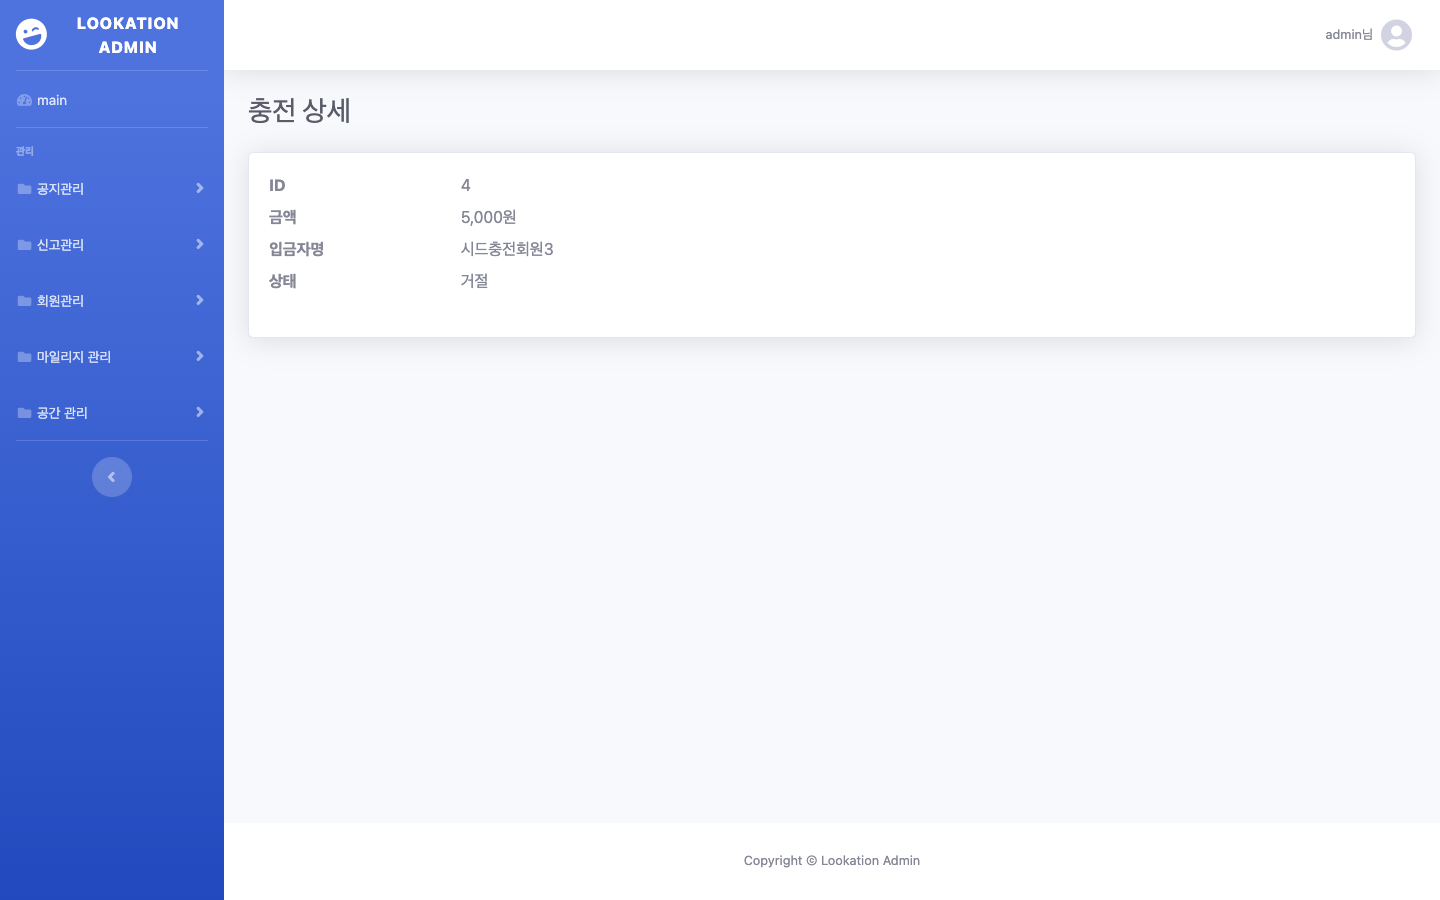 LOOKATION
ADMIN
admin님
main
관리
공지관리
신고관리
회원관리
마일리지 관리
공간 관리
충전 상세
ID 4
금액 5,000원
입금자명 시드충전회원3
상태 거절
Copyright © Lookation Admin